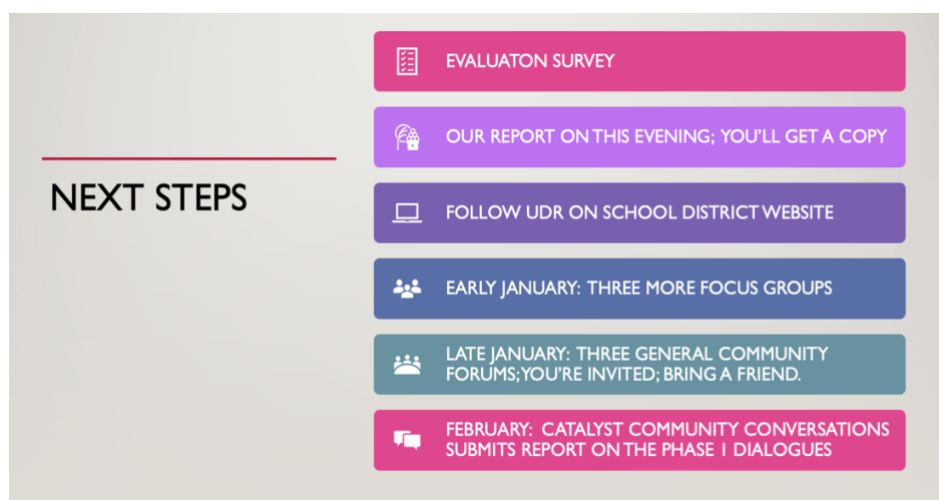 NEXT STEPS
EVALUATON SURVEY
OUR REPORT ON THIS EVENING; YOU'LL GET A COPY
FOLLOW UDR ON SCHOOL DISTRICT WEBSITE
EARLY JANUARY: THREE MORE FOCUS GROUPS
LATE JANUARY: THREE GENERAL COMMUNITY
FORUMS; YOU'RE INVITED; BRING A FRIEND.
FEBRUARY: CATALYST COMMUNITY CONVERSATIONS
SUBMITS REPORT ON THE PHASE 1 DIALOGUES